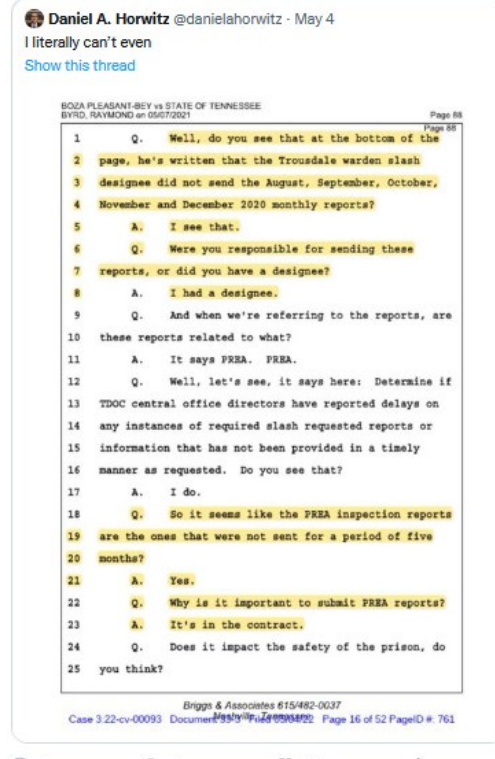 Daniel A. Horwitz @danielahorwitz · May 4
I literally can't even
Show this thread
BOZA PLEASANT-BEY vs STATE OF TENNESSEE
BYRD, RAYMOND on 05/07/2021 Page 88
Page 88
1 Q. Well, do you see that at the bottom of the
2 page, he's written that the Trousdale warden slash
3 designee did not send the August, September, October,
4 November and December 2020 monthly reports?
5 A. I see that.
6 Q. Were you responsible for sending these
7 reports, or did you have a designee?
8 A. I had a designee.
9 Q. And when we're referring to the reports, are
10 these reports related to what?
11 A. It says PREA. PREA.
12 Q. Well, let's see, it says here: Determine if
13 TDOC central office directors have reported delays on
14 any instances of required slash requested reports or
15 information that has not been provided in a timely
16 manner as requested. Do you see that?
17 A. I do.
18 Q. So it seems like the PREA inspection reports
19 are the ones that were not sent for a period of five
20 months?
21 A. Yes.
22 Q. Why is it important to submit PREA reports?
23 A. It's in the contract.
24 Q. Does it impact the safety of the prison, do
25 you think?
Briggs & Associates 615/482-0037
Nashville, Tennessee
Case 3:22-cv-00093 Document Filed Page 16 of 52 PageID #: 761